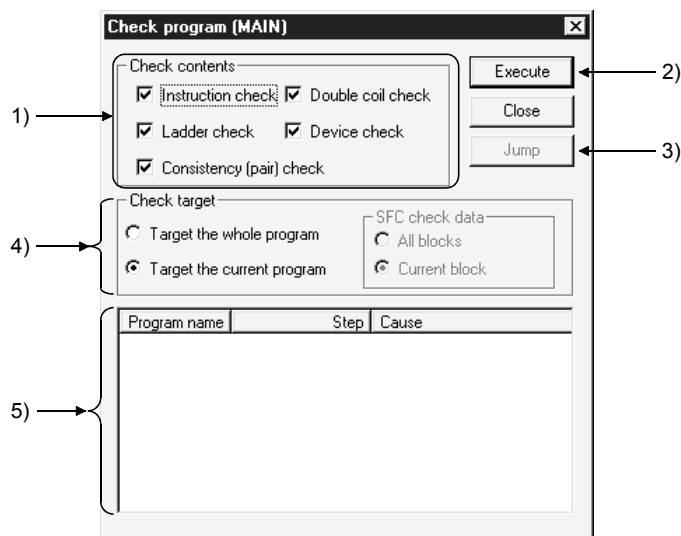 Check program (MAIN)
Check contents
Instruction check
Double coil check
Ladder check
Device check
Consistency (pair) check
Execute
Close
Jump
1)
2)
3)
Check target
Target the whole program
Target the current program
SFC check data
All blocks
Current block
4)
Program name Step Cause
5)